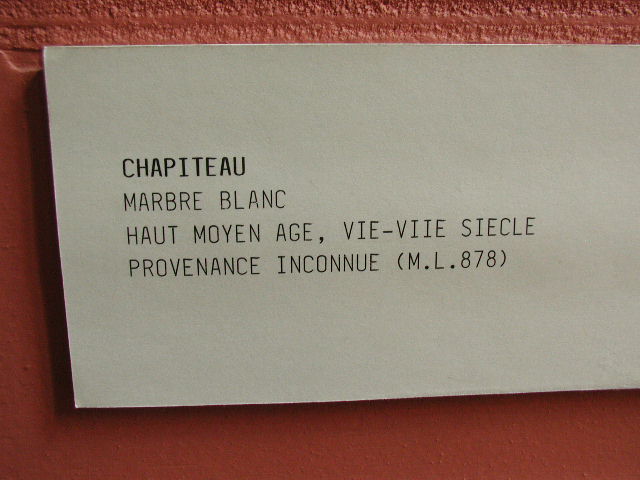 CHAPITEAU
MARBRE BLANC
HAUT MOYEN AGE, VIE-VIIE SIECLE
PROVENANCE INCONNUE (M.L.878)